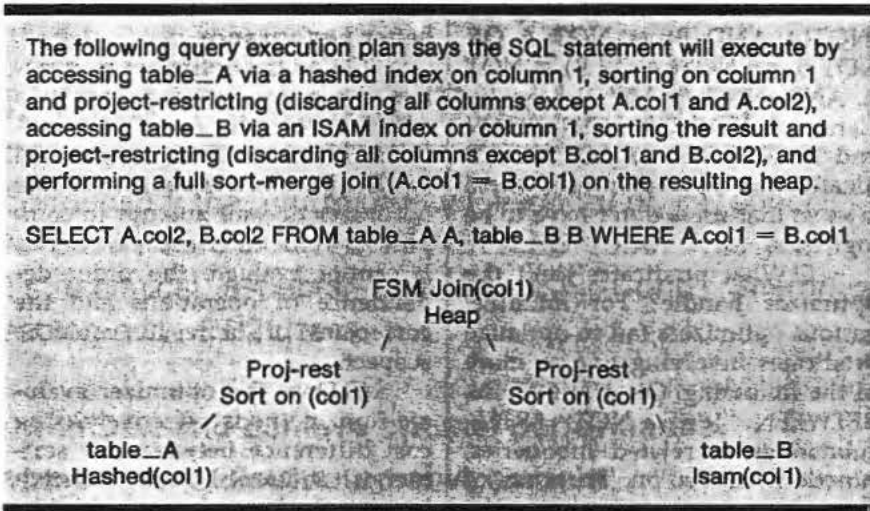 The following query execution plan says the SQL statement will execute by
accessing table_A via a hashed index on column 1, sorting on column 1
and project-restricting (discarding all columns except A.col1 and A.col2),
accessing table_B via an ISAM index on column 1, sorting the result and
project-restricting (discarding all columns except B.col1 and B.col2), and
performing a full sort-merge join (A.col1 = B.col1) on the resulting heap.
SELECT A.col2, B.col2 FROM table_A A, table_B B WHERE A.col1 = B.col1
FSM Join(col1)
Heap
/ \
Proj-rest Proj-rest
Sort on (col1) Sort on (col1)
/ \
table_A table_B
Hashed(col1) Isam(col1)